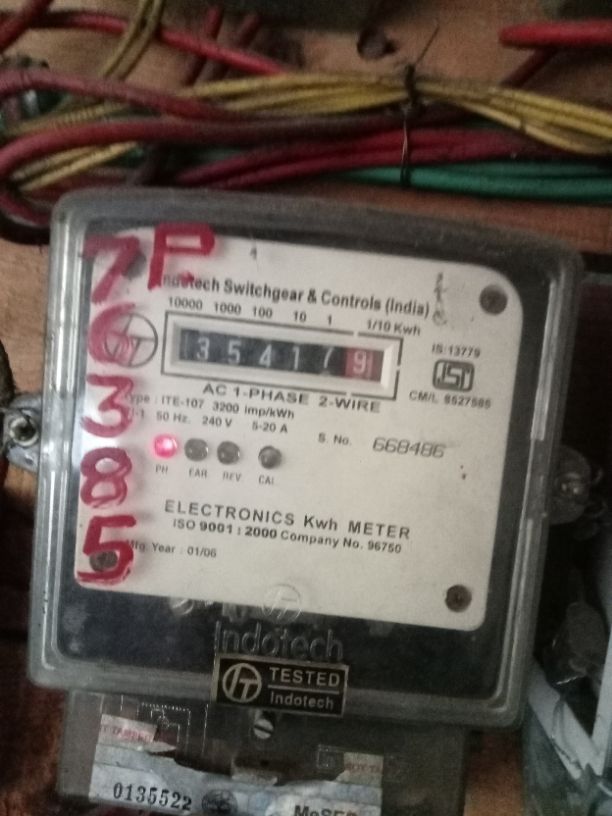 P
7
6
3
8
5
Indotech Switchgear & Controls (India)
10000 1000 100 10 1 1/10 Kwh
3 5 4 1 7 9
IS:13779
ISI
CM/L 8527585
AC 1-PHASE 2-WIRE
Type : ITE-107 3200 imp/kWh
50 Hz. 240 V 5-20 A
S. No. 668486
PH EAR REV CAL
ELECTRONICS Kwh METER
ISO 9001 : 2000 Company No. 96750
Mfg. Year : 01/06
Indotech
TESTED
Indotech
0135522